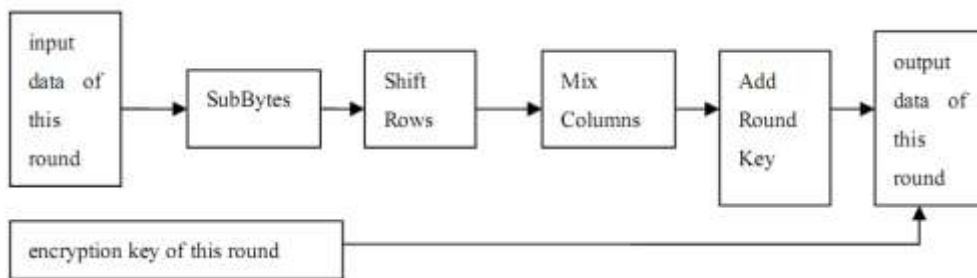 input
data of
this
round
SubBytes
Shift
Rows
Mix
Columns
Add
Round
Key
output
data of
this
round
encryption key of this round